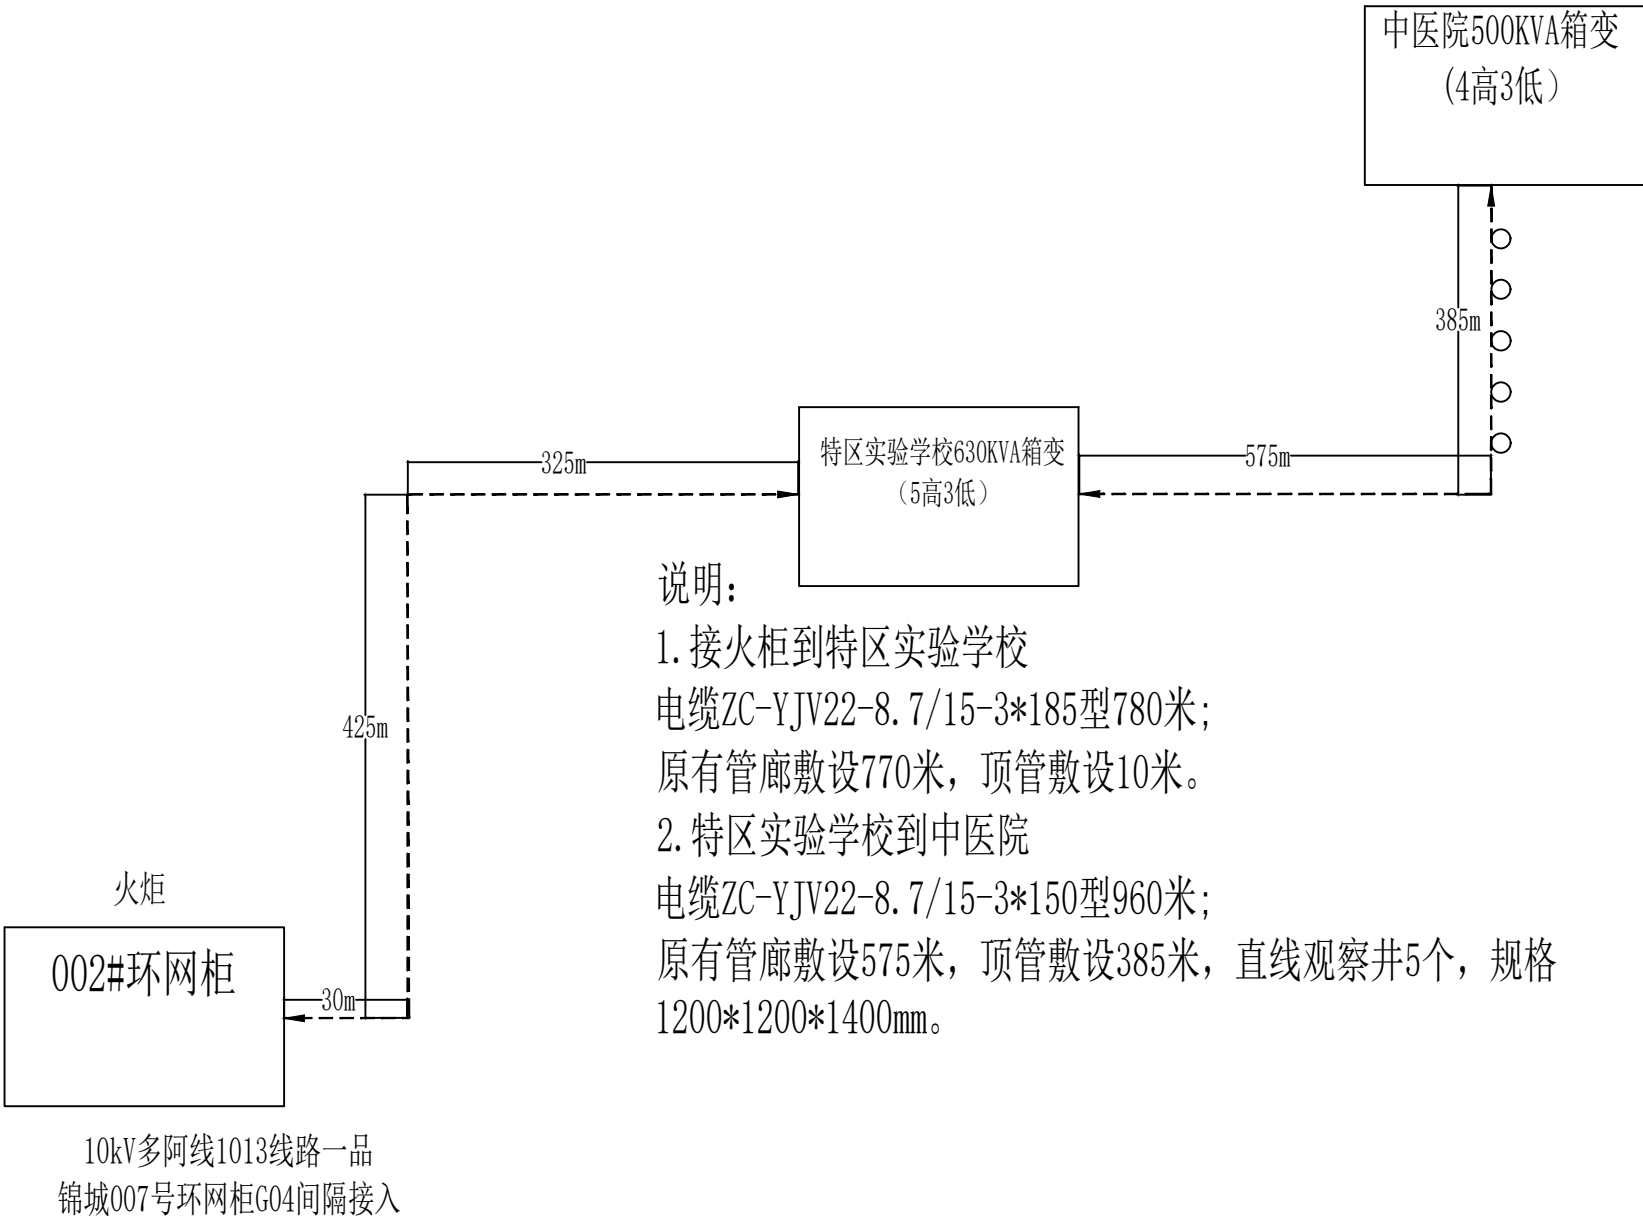 中医院500KVA箱变
(4高3低）
385m
325m
特区实验学校630KVA箱变
（5高3低）
575m
说明：
1.接火柜到特区实验学校
电缆ZC-YJV22-8.7/15-3*185型780米；
原有管廊敷设770米，顶管敷设10米。
2.特区实验学校到中医院
电缆ZC-YJV22-8.7/15-3*150型960米；
原有管廊敷设575米，顶管敷设385米，直线观察井5个，规格
1200*1200*1400mm。
425m
火炬
002#环网柜
30m
10kV多阿线1013线路一品
锦城007号环网柜G04间隔接入